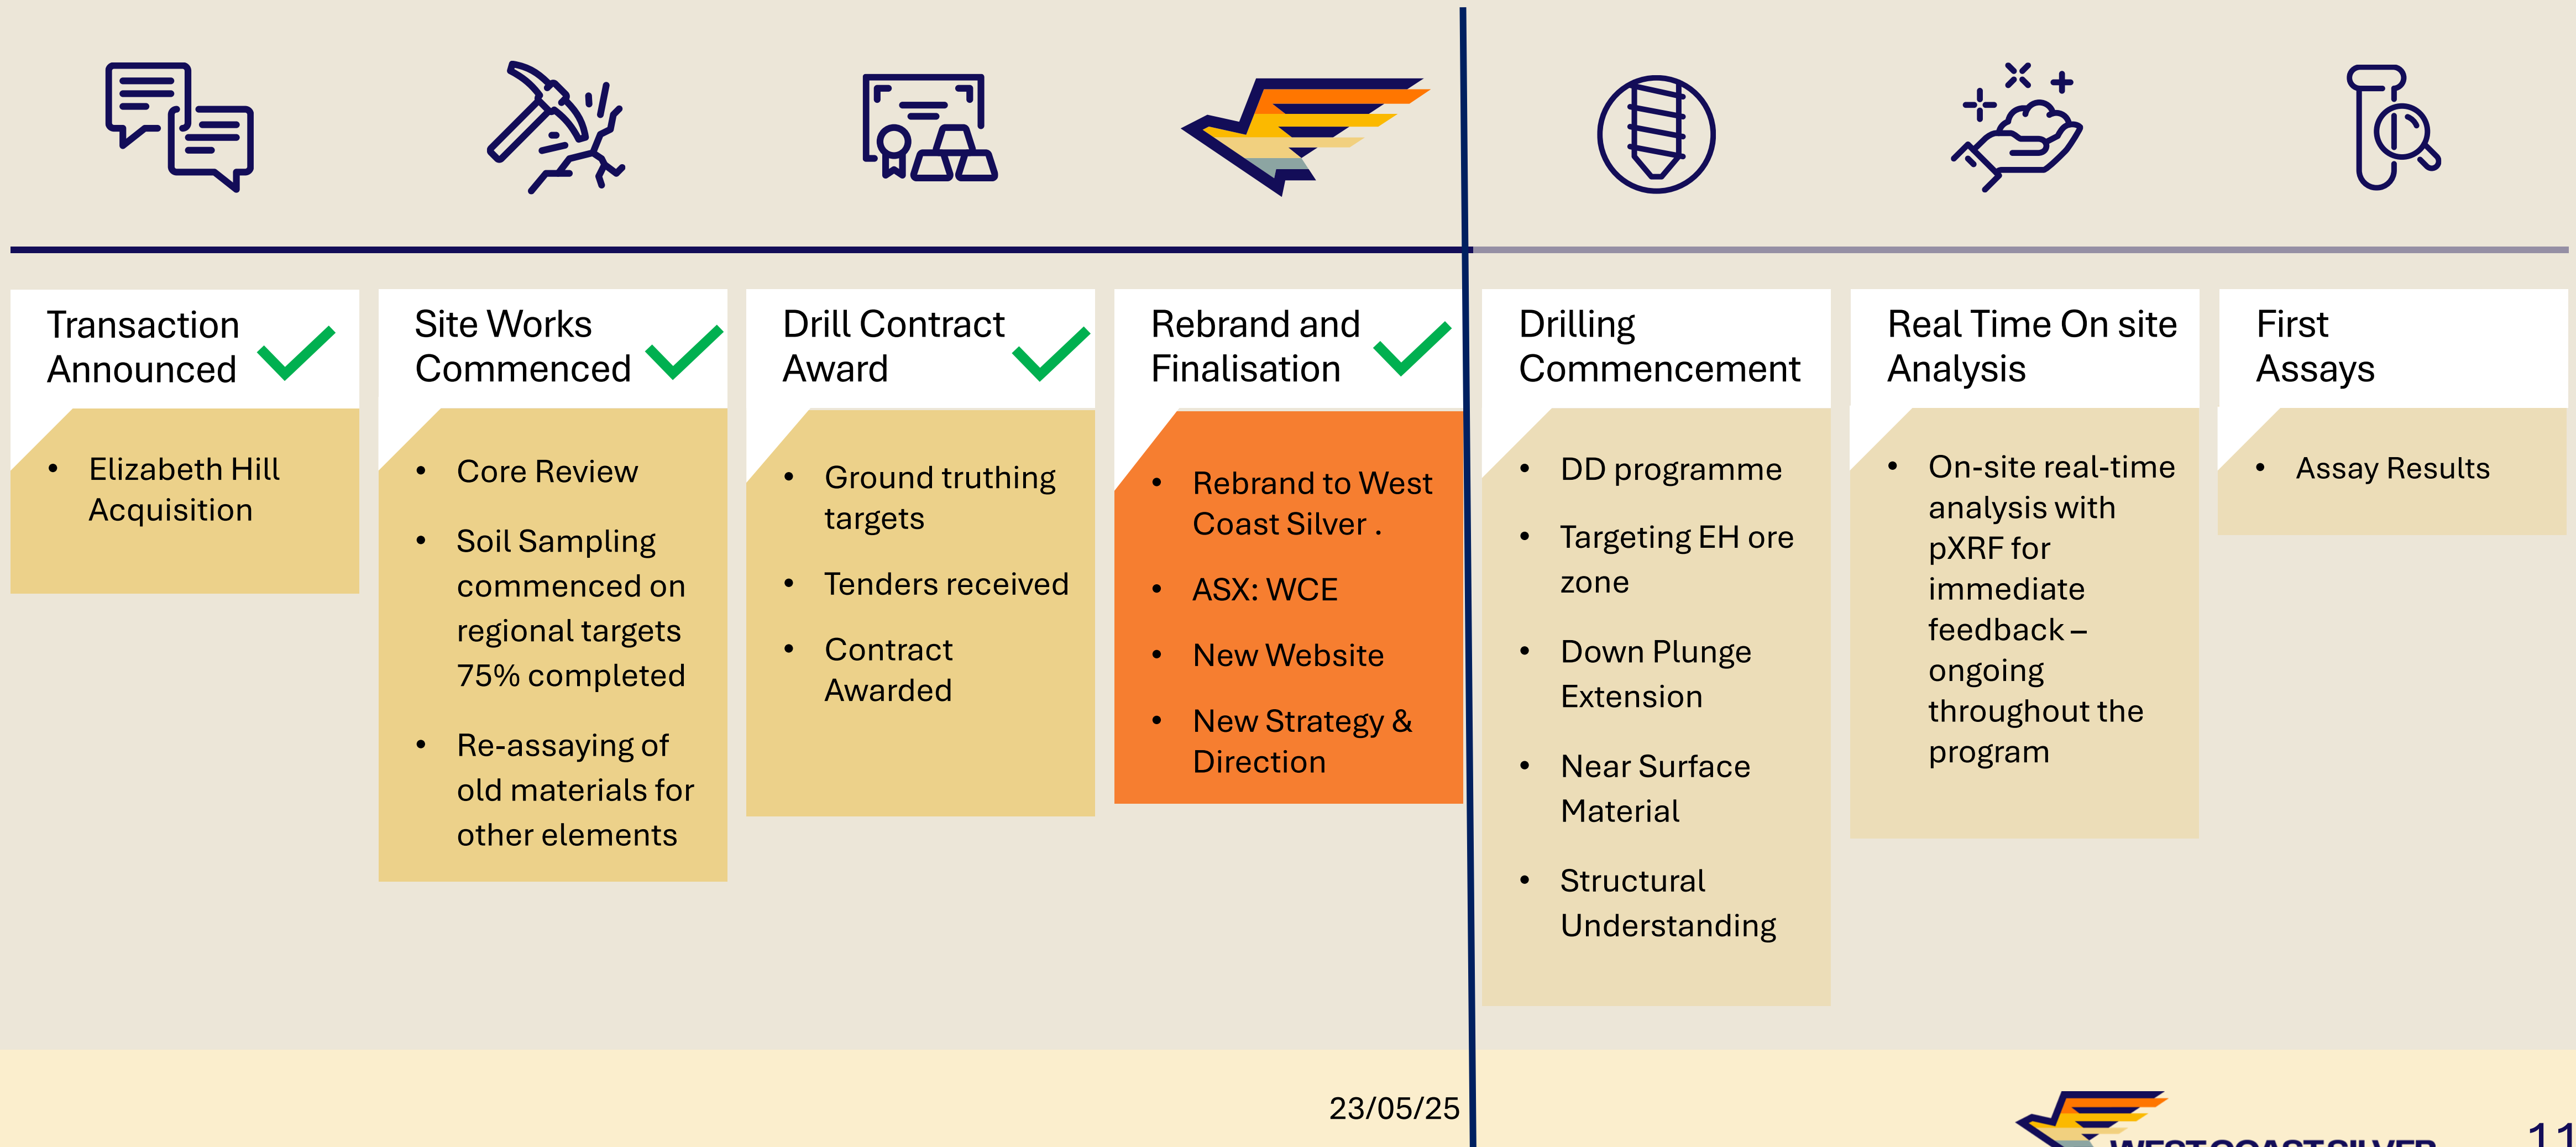 Transaction
Announced
• Elizabeth Hill
Acquisition
Site Works
Commenced
• Core Review
• Soil Sampling
commenced on
regional targets
75% completed
• Re-assaying of
old materials for
other elements
Drill Contract
Award
• Ground truthing
targets
• Tenders received
• Contract
Awarded
Rebrand and
Finalisation
• Rebrand to West
Coast Silver .
• ASX: WCE
• New Website
• New Strategy &
Direction
Drilling
Commencement
• DD programme
• Targeting EH ore
zone
• Down Plunge
Extension
• Near Surface
Material
• Structural
Understanding
Real Time On site
Analysis
• On-site real-time
analysis with
pXRF for
immediate
feedback –
ongoing
throughout the
program
First
Assays
• Assay Results
23/05/25
WEST COAST SILVER
11